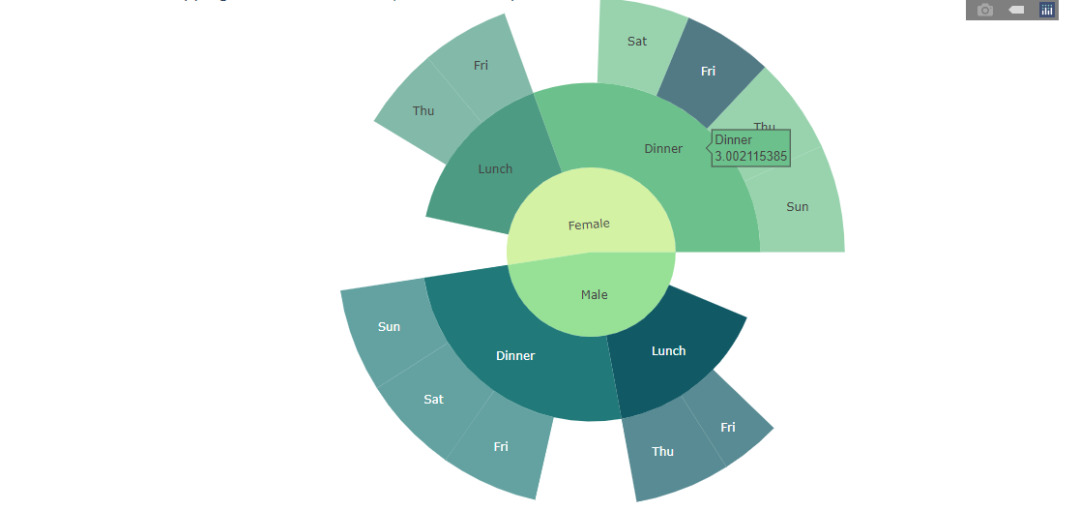 Sat
Fri
Fri
Thu
Thu
Dinner
Dinner
3.002115385
Lunch
Sun
Female
Male
Sun
Dinner
Lunch
Sat
Fri
Thu
Fri